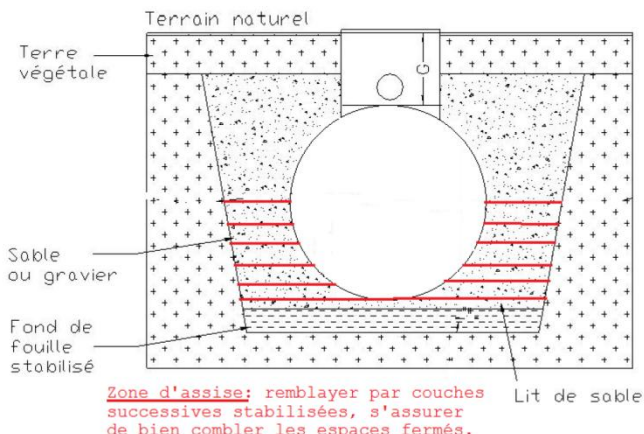 Terrain naturel
Terre
végétale
G
Sable
ou gravier
Fond de
fouille
stabilisé
Lit de sable
Zone d'assise: remblayer par couches
successives stabilisées, s'assurer
de bien combler les espaces fermés.